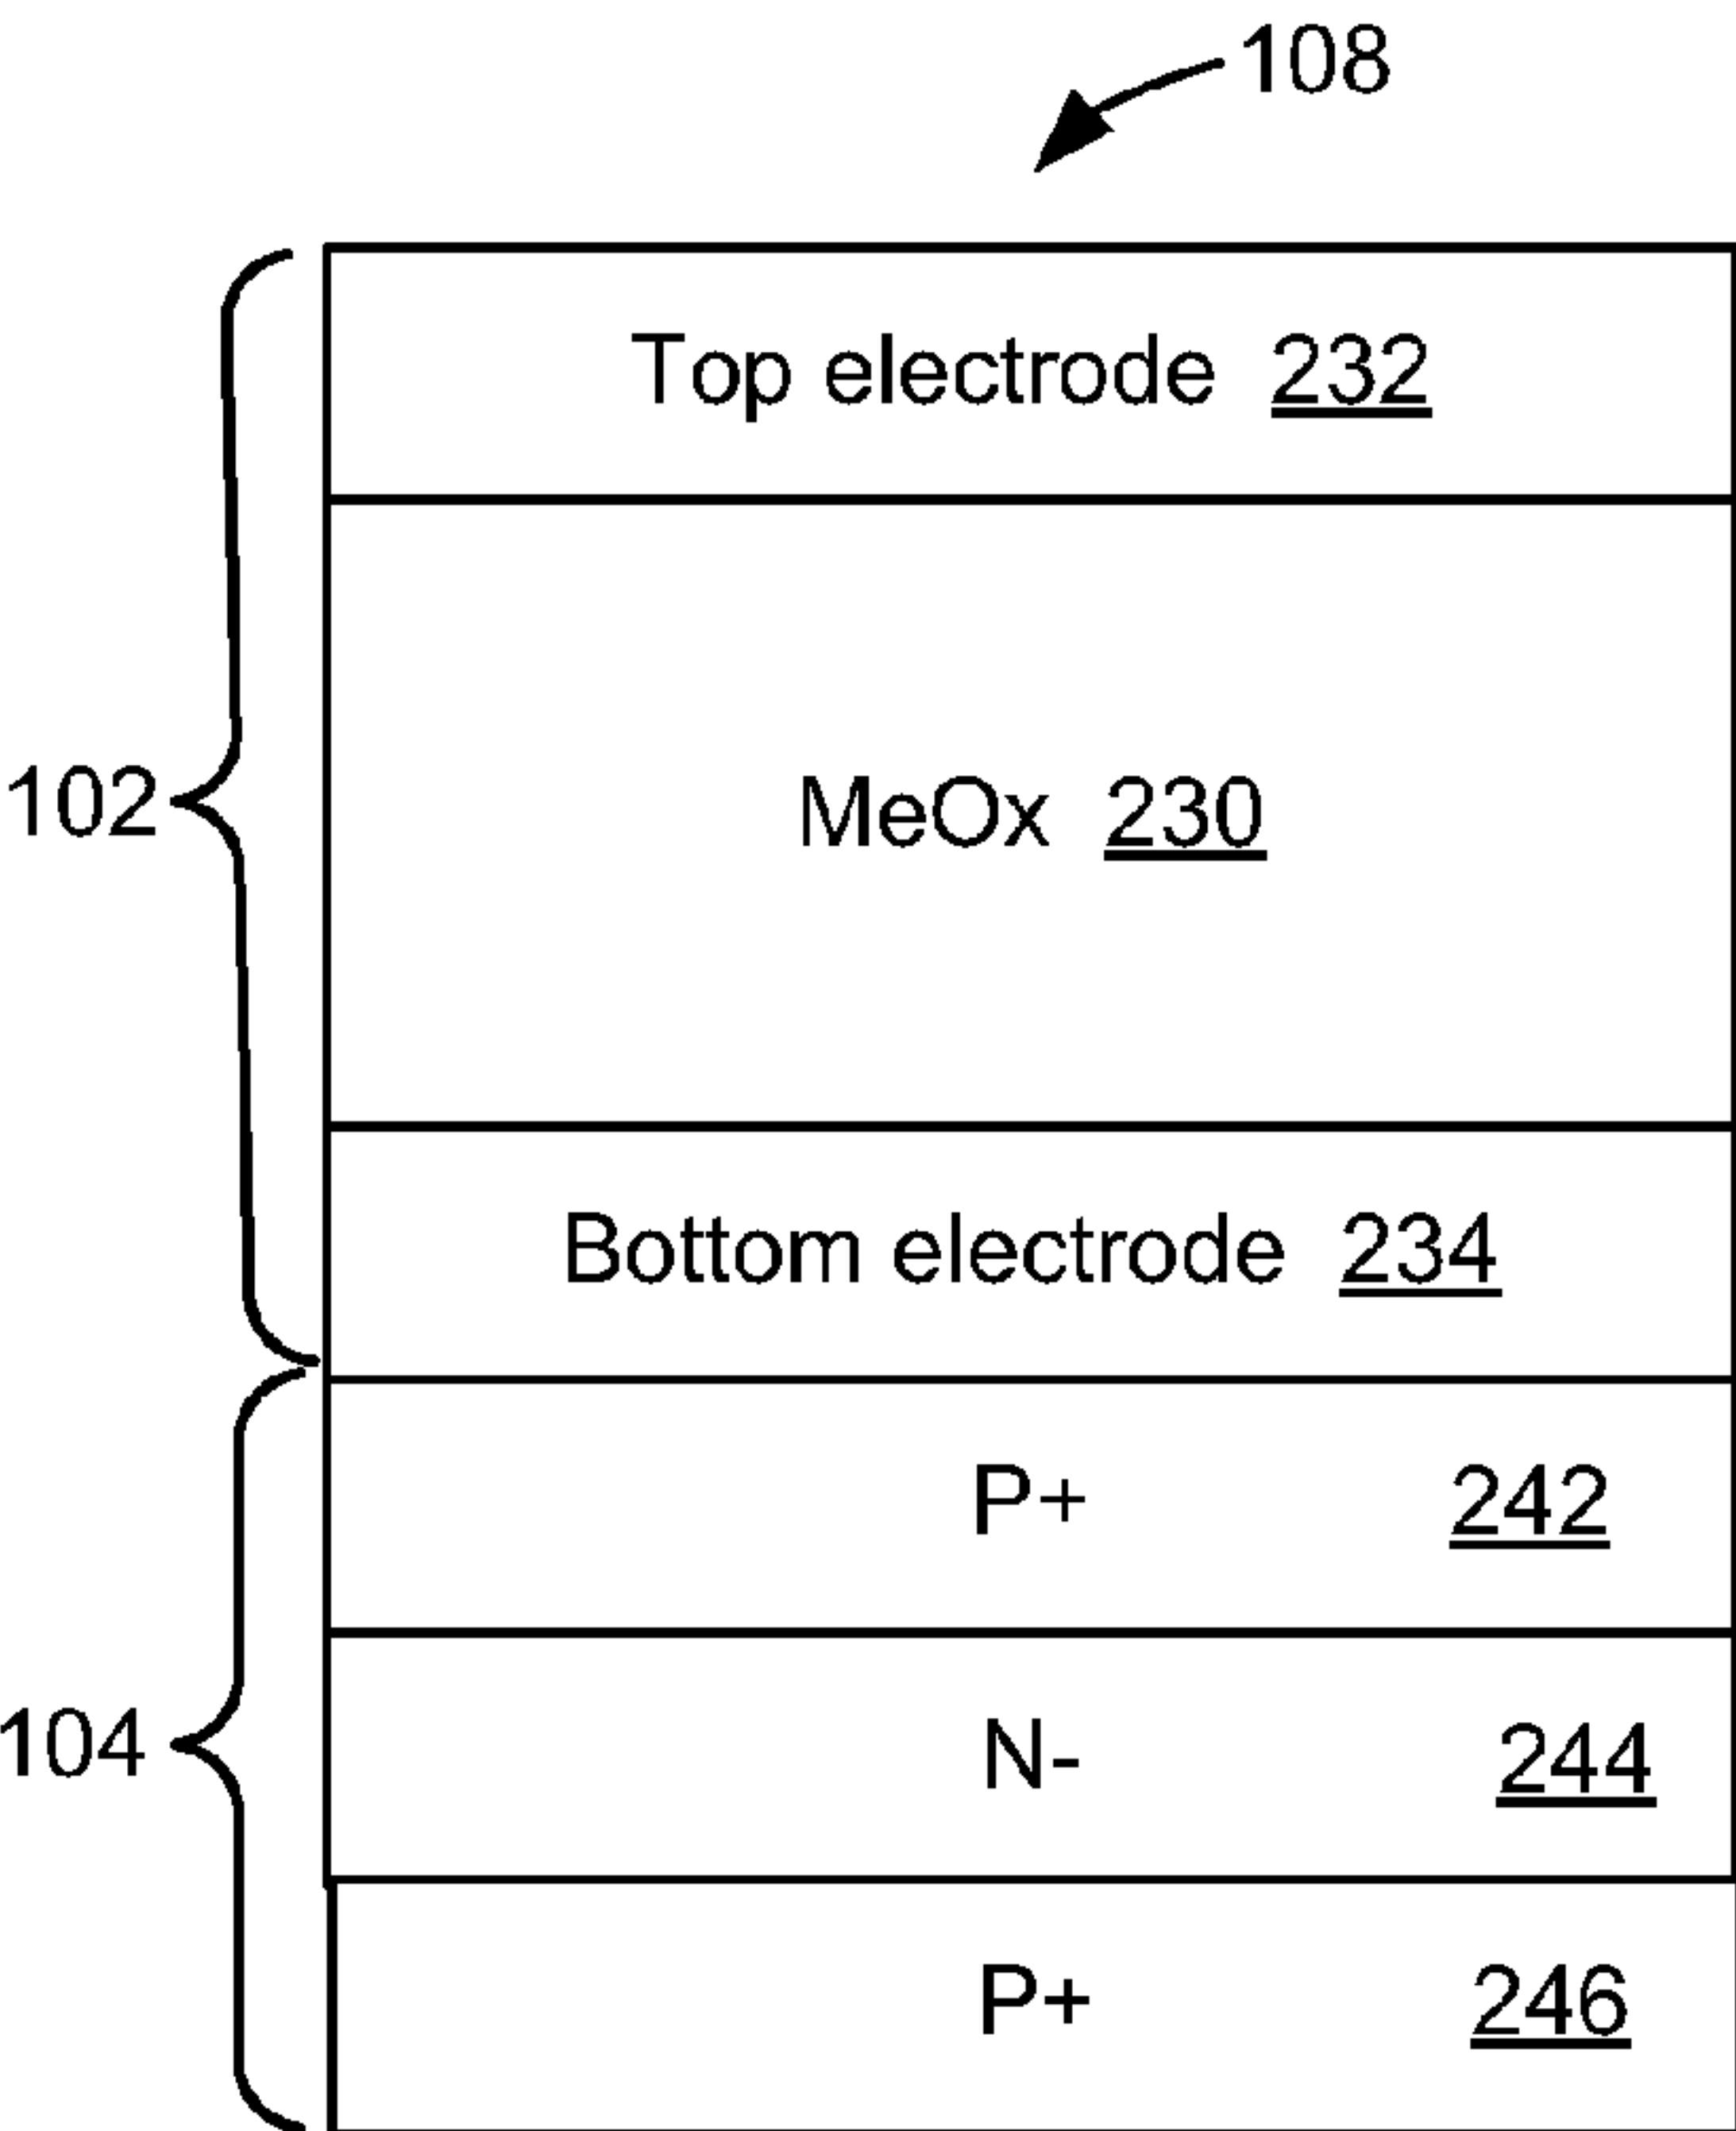 108
Top electrode 232
102
MeOx 230
Bottom electrode 234
P+ 242
104
N- 244
P+ 246